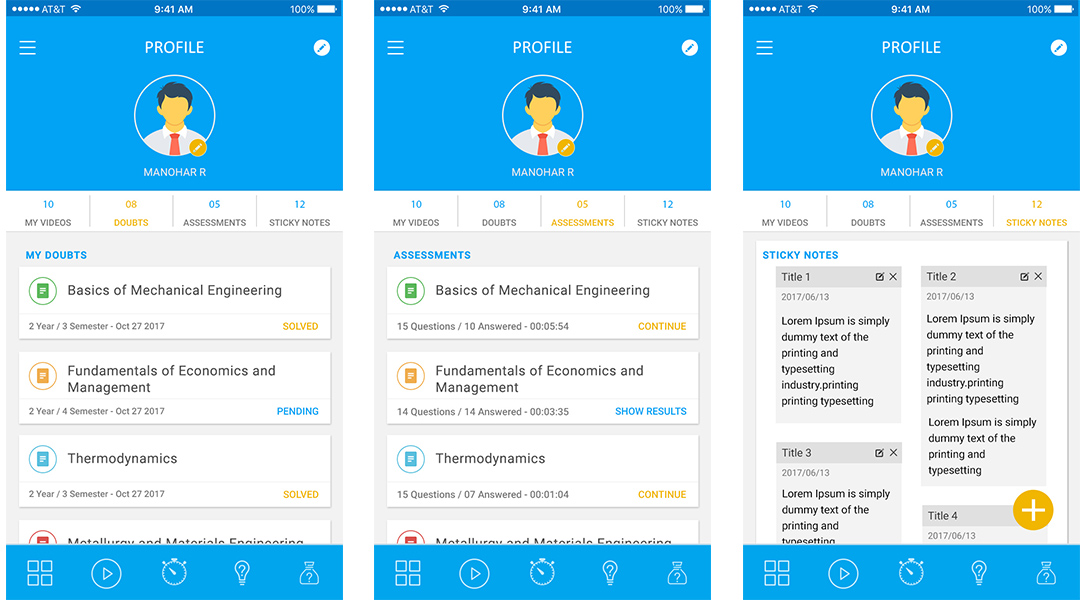 AT&T 9:41 AM 100%
PROFILE
MANOHAR R
10 08 05 12
MY VIDEOS DOUBTS ASSESSMENTS STICKY NOTES
MY DOUBTS
Basics of Mechanical Engineering
2 Year / 3 Semester - Oct 27 2017 SOLVED
Fundamentals of Economics and
Management
2 Year / 4 Semester - Oct 27 2017 PENDING
Thermodynamics
2 Year / 3 Semester - Oct 27 2017 SOLVED
Metallurgy and Materials Engineering
AT&T 9:41 AM 100%
PROFILE
MANOHAR R
10 08 05 12
MY VIDEOS DOUBTS ASSESSMENTS STICKY NOTES
ASSESSMENTS
Basics of Mechanical Engineering
15 Questions / 10 Answered - 00:05:54 CONTINUE
Fundamentals of Economics and
Management
14 Questions / 14 Answered - 00:03:35 SHOW RESULTS
Thermodynamics
15 Questions / 07 Answered - 00:01:04 CONTINUE
Metallurgy and Materials Engineering
AT&T 9:41 AM 100%
PROFILE
MANOHAR R
10 08 05 12
MY VIDEOS DOUBTS ASSESSMENTS STICKY NOTES
STICKY NOTES
Title 1
2017/06/13
Lorem Ipsum is simply
dummy text of the
printing and
typesetting
industry.printing
printing typesetting
Title 2
2017/06/13
Lorem Ipsum is simply
dummy text of the
printing and
typesetting
industry.printing
printing typesetting
Lorem Ipsum is simply
dummy text of the
printing and
typesetting
Title 3
2017/06/13
Lorem Ipsum is simply
dummy text of the
printing and
typesetting
Title 4
2017/06/13